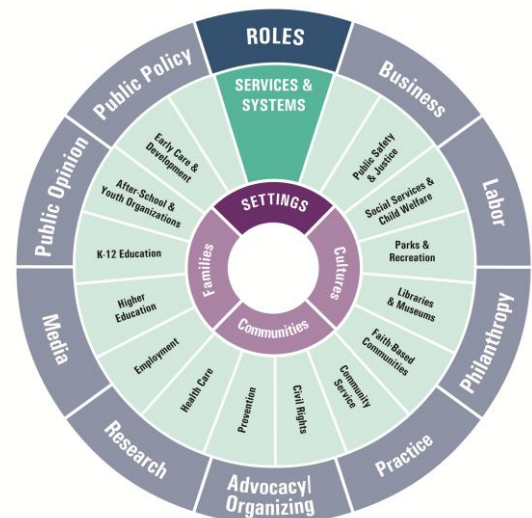 ROLES
Business
Labor
Philanthropy
Practice
Advocacy/
Organizing
Research
Media
Public Opinion
Public Policy
SERVICES &
SYSTEMS
Public Safety
& Justice
Social Services &
Child Welfare
Parks &
Recreation
Libraries
& Museums
Faith-Based
Communities
Community
Service
Civil Rights
Prevention
Health Care
Employment
Higher
Education
K-12 Education
After-School &
Youth Organizations
Early Care &
Development
SETTINGS
Cultures
Communities
Families